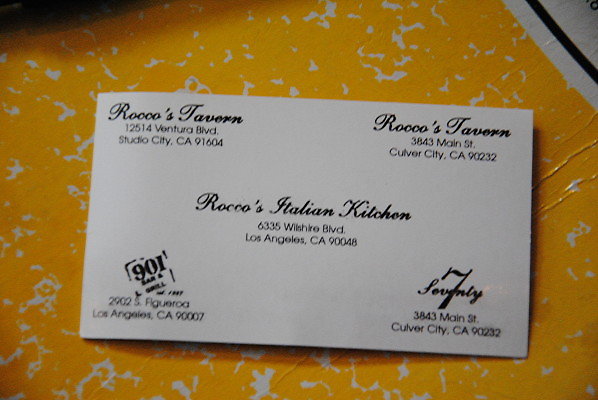 Rocco's Tavern
12514 Ventura Blvd.
Studio City, CA 91604
Rocco's Tavern
3843 Main St.
Culver City, CA 90232
Rocco's Italian Kitchen
6335 Wilshire Blvd.
Los Angeles, CA 90048
901
BAR &
GRILL
2902 S. Figueroa
Los Angeles, CA 90007
7
Seventy
3843 Main St.
Culver City, CA 90232